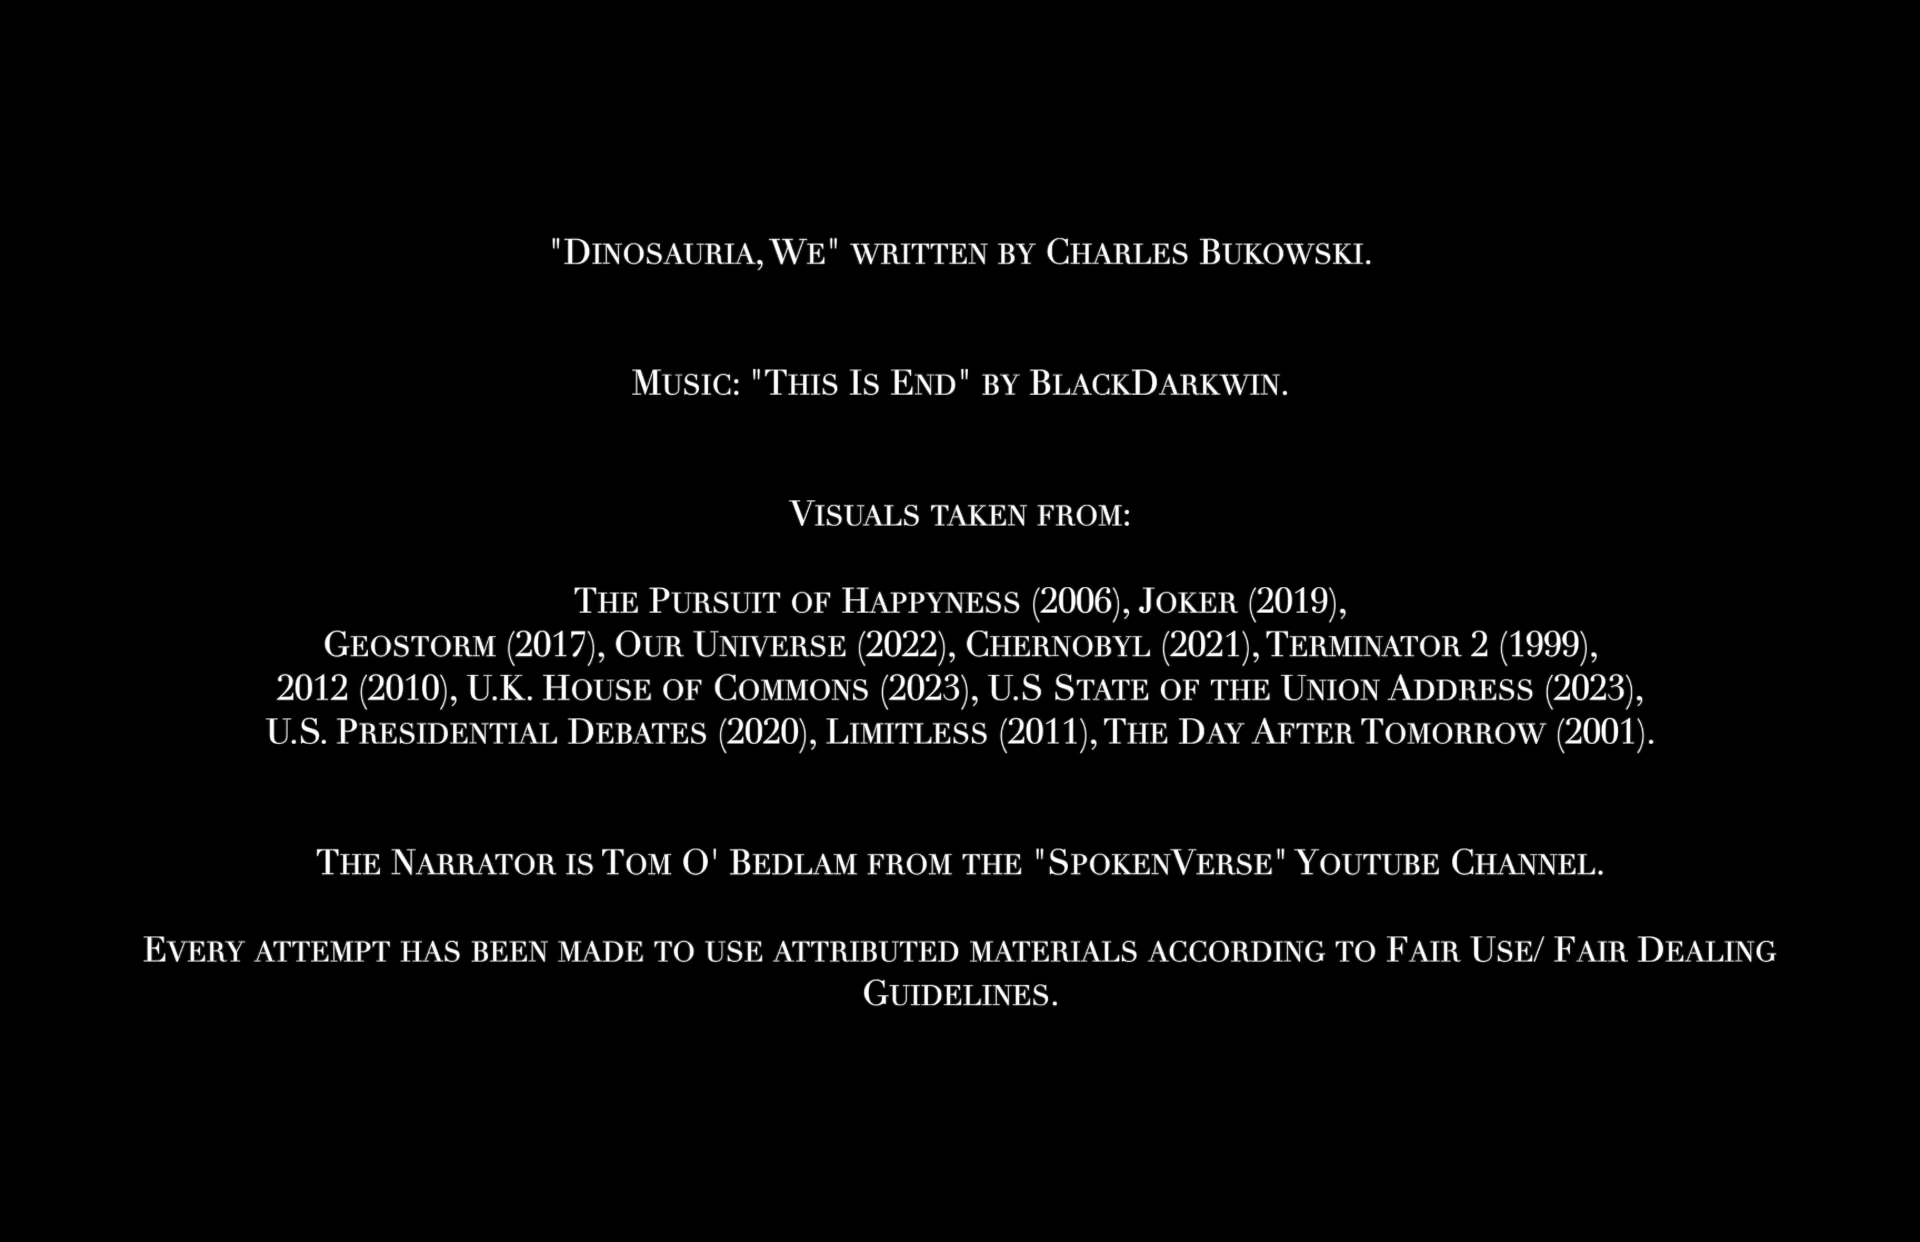 "Dinosauria, We" written by Charles Bukowski.
Music: "This Is End" by BlackDarkwin.
Visuals taken from:
The Pursuit of Happyness (2006), Joker (2019),
Geostorm (2017), Our Universe (2022), Chernobyl (2021), Terminator 2 (1999),
2012 (2010), U.K. House of Commons (2023), U.S State of the Union Address (2023),
U.S. Presidential Debates (2020), Limitless (2011), The Day After Tomorrow (2001).
The Narrator is Tom O' Bedlam from the "SpokenVerse" Youtube Channel.
Every attempt has been made to use attributed materials according to Fair Use/ Fair Dealing
Guidelines.